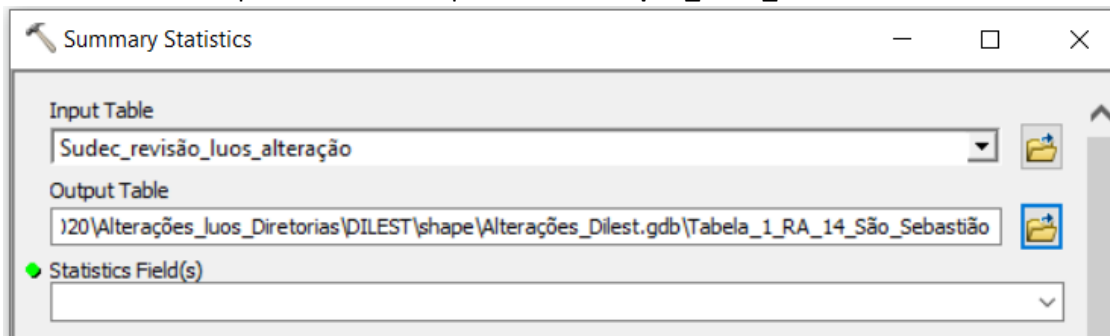 Summary Statistics
Input Table
Sudec_revisão_luos_alteração
Output Table
)20\Alterações_luos_Diretorias\DILEST\shape\Alterações_Dilest.gdb\Tabela_1_RA_14_São_Sebastião
Statistics Field(s)